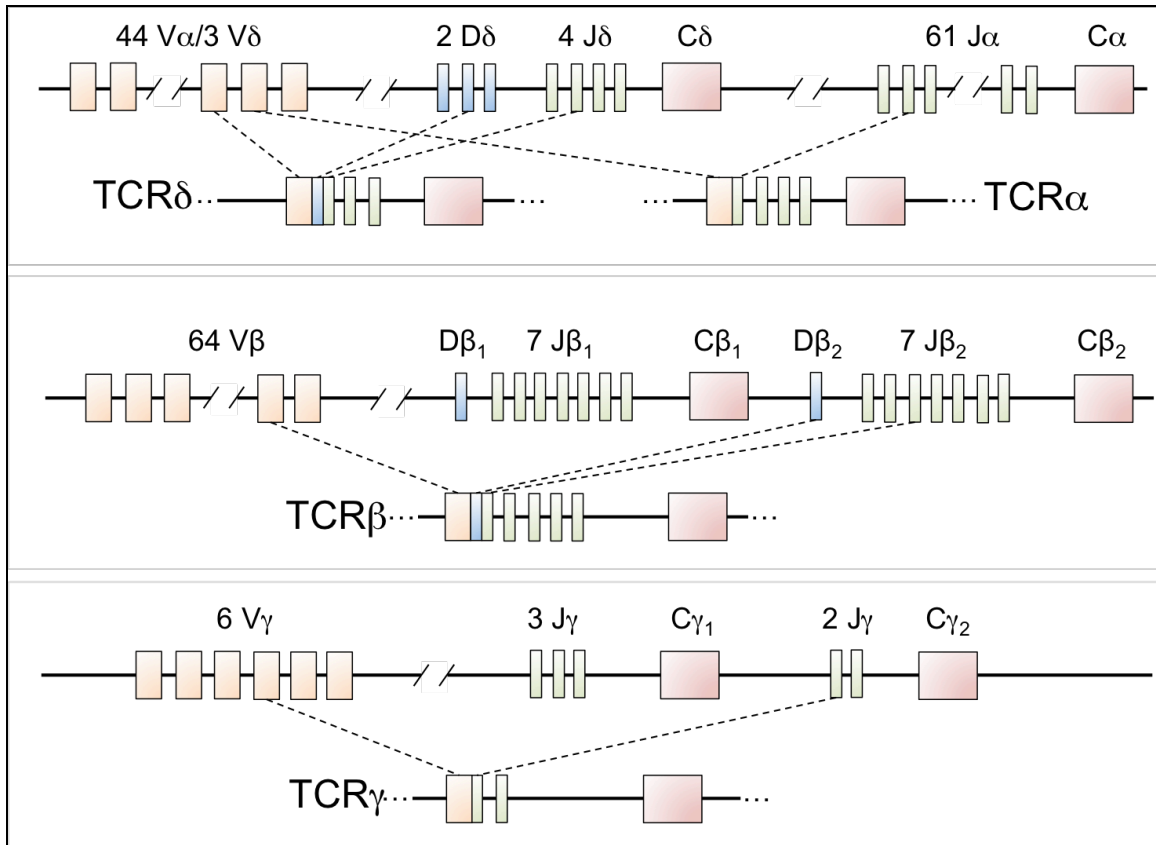 44 Vα/3 Vδ 2 Dδ 4 Jδ Cδ 61 Jα Cα
TCRδ... ... ... ...TCRα
64 Vβ Dβ₁ 7 Jβ₁ Cβ₁ Dβ₂ 7 Jβ₂ Cβ₂
TCRβ... ...
6 Vγ 3 Jγ Cγ₁ 2 Jγ Cγ₂
TCRγ... ...